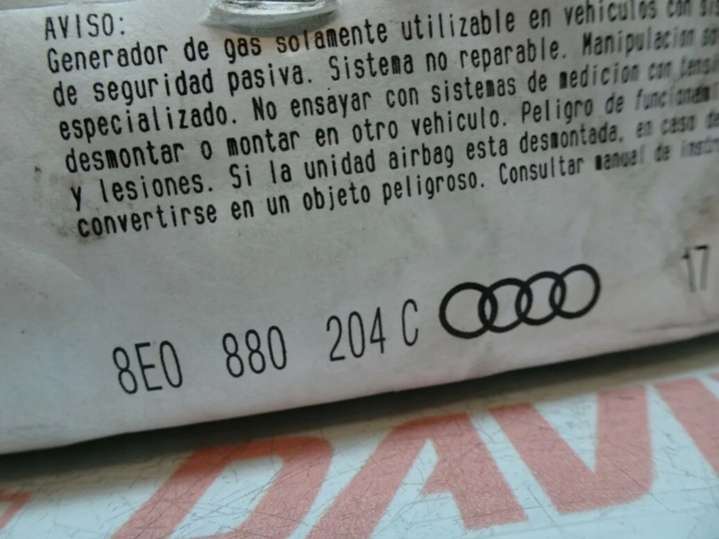 AVISO:
Generador de gas solamente utilizable en vehiculos con
de seguridad pasiva. Sistema no reparable. Manipulacion
especializado. No ensayar con sistemas de medicion con
desmontar o montar en otro vehiculo. Peligro de
y lesiones. Si la unidad airbag esta desmontada, en caso de
convertirse en un objeto peligroso. Consultar manual de
8E0 880 204 C
17
DAV